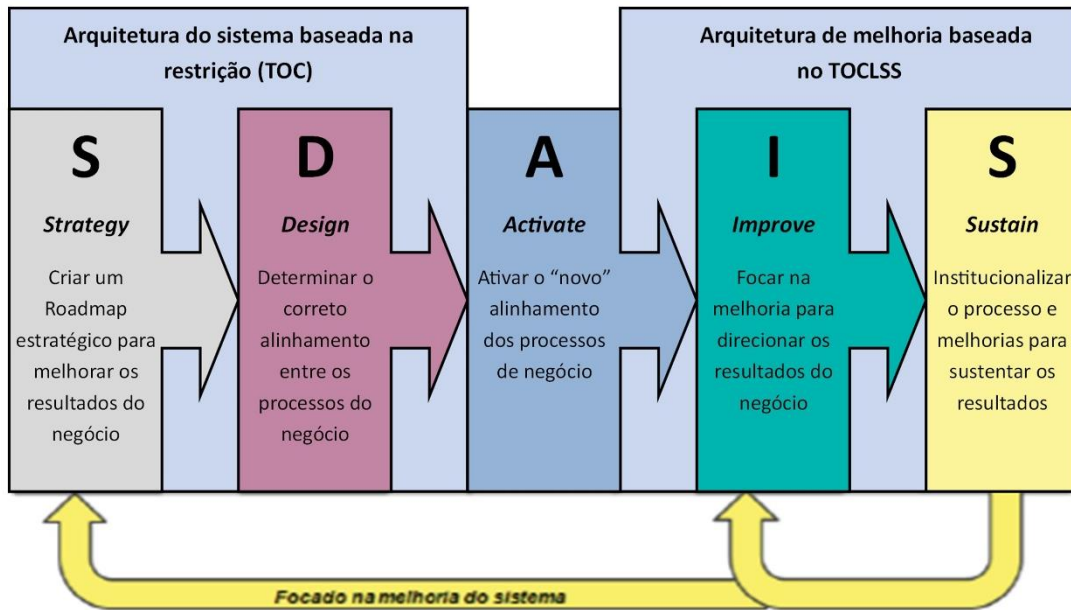 Arquitetura do sistema baseada na
restrição (TOC)
Arquitetura de melhoria baseada
no TOCLSS
S
Strategy
Criar um
Roadmap
estratégico para
melhorar os
resultados do
negócio
D
Design
Determinar o
correto
alinhamento
entre os
processos do
negócio
A
Activate
Ativar o “novo”
alinhamento
dos processos
de negócio
I
Improve
Focar na
melhoria para
direcionar os
resultados do
negócio
S
Sustain
Institucionalizar
o processo e
melhorias para
sustentar os
resultados
Focado na melhoria do sistema